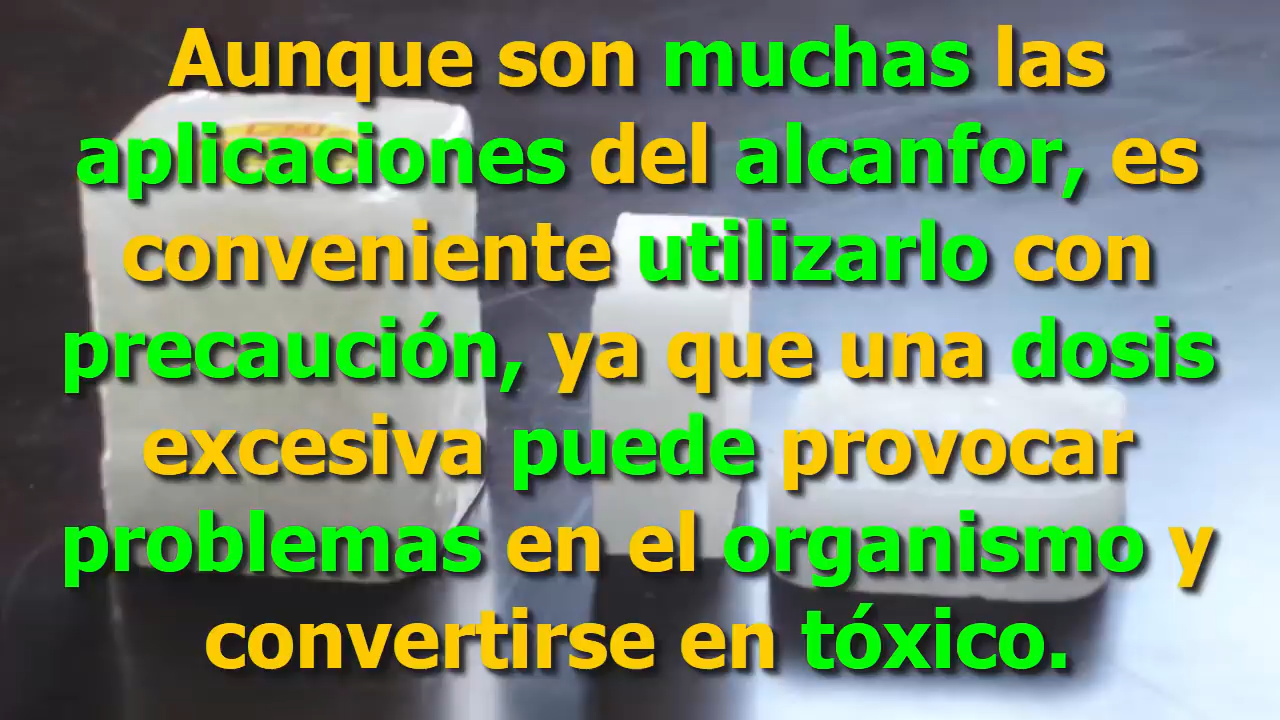 Aunque son muchas las
aplicaciones del alcanfor, es
conveniente utilizarlo con
precaución, ya que una dosis
excesiva puede provocar
problemas en el organismo y
convertirse en tóxico.